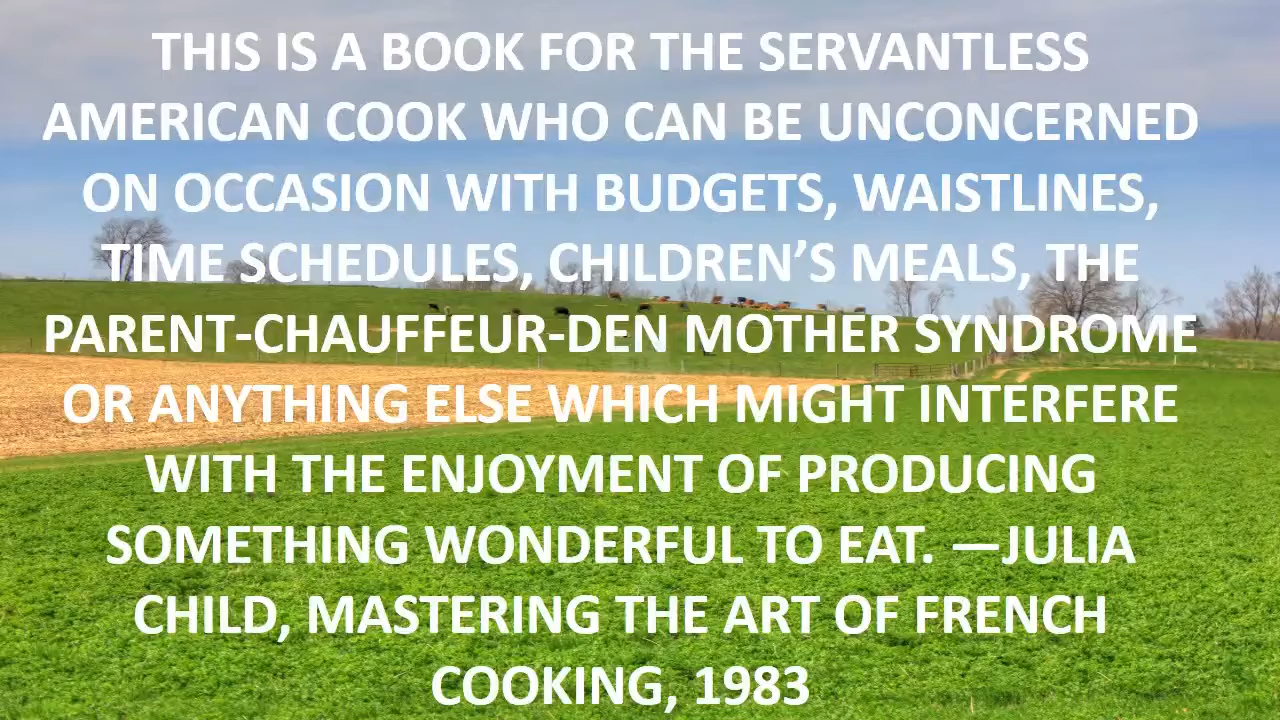 THIS IS A BOOK FOR THE SERVANTLESS
AMERICAN COOK WHO CAN BE UNCONCERNED
ON OCCASION WITH BUDGETS, WAISTLINES,
TIME SCHEDULES, CHILDREN’S MEALS, THE
PARENT-CHAUFFEUR-DEN MOTHER SYNDROME
OR ANYTHING ELSE WHICH MIGHT INTERFERE
WITH THE ENJOYMENT OF PRODUCING
SOMETHING WONDERFUL TO EAT. —JULIA
CHILD, MASTERING THE ART OF FRENCH
COOKING, 1983